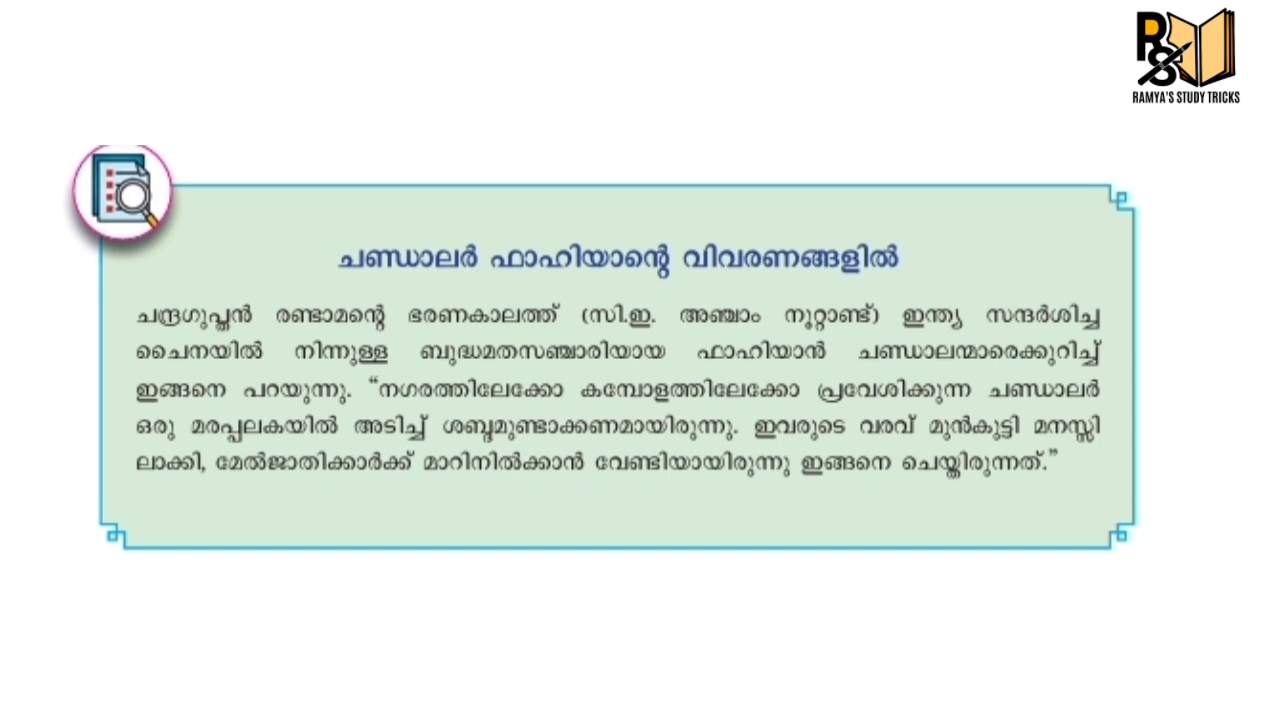 RS
RAMYA'S STUDY TRICKS
ചണ്ഡാലർ ഫാഹിയാന്റെ വിവരണങ്ങളിൽ
ചന്ദ്രഗുപ്തൻ രണ്ടാമന്റെ ഭരണകാലത്ത് (സി.ഇ. അഞ്ചാം നൂറ്റാണ്ട്) ഇന്ത്യ സന്ദർശിച്ച
ചൈനയിൽ നിന്നുള്ള ബുദ്ധമതസഞ്ചാരിയായ ഫാഹിയാൻ ചണ്ഡാലന്മാരെക്കുറിച്ച്
ഇങ്ങനെ പറയുന്നു. “നഗരത്തിലേക്കോ കമ്പോളത്തിലേക്കോ പ്രവേശിക്കുന്ന ചണ്ഡാലർ
ഒരു മരപ്പലകയിൽ അടിച്ച് ശബ്ദമുണ്ടാക്കണമായിരുന്നു. ഇവരുടെ വരവ് മുൻകൂട്ടി മനസ്സി
ലാക്കി, മേൽജാതിക്കാർക്ക് മാറിനിൽക്കാൻ വേണ്ടിയായിരുന്നു ഇങ്ങനെ ചെയ്തിരുന്നത്.”